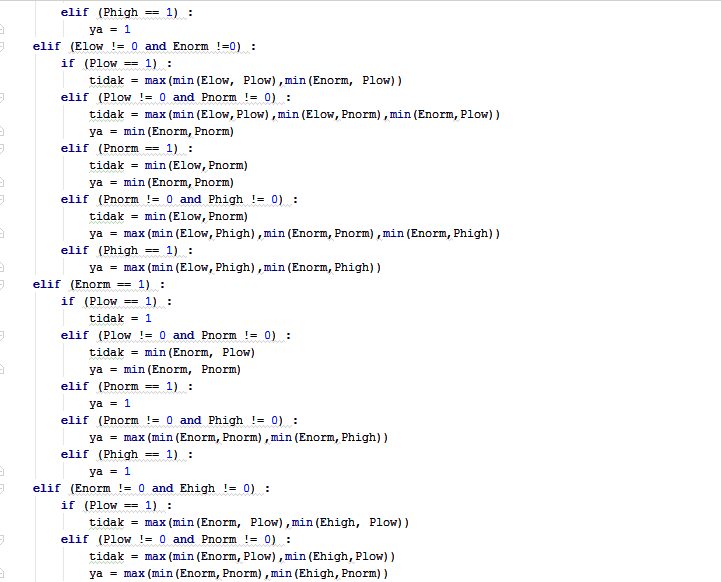 elif (Phigh == 1) :
ya = 1
elif (Elow != 0 and Enorm !=0) :
if (Plow == 1) :
tidak = max(min(Elow, Plow),min(Enorm, Plow))
elif (Plow != 0 and Pnorm != 0) :
tidak = max(min(Elow,Plow),min(Elow,Pnorm),min(Enorm,Plow))
ya = min(Enorm,Pnorm)
elif (Pnorm == 1) :
tidak = min(Elow,Pnorm)
ya = min(Enorm,Pnorm)
elif (Pnorm != 0 and Phigh != 0) :
tidak = min(Elow,Pnorm)
ya = max(min(Elow,Phigh),min(Enorm,Pnorm),min(Enorm,Phigh))
elif (Phigh == 1) :
ya = max(min(Elow,Phigh),min(Enorm,Phigh))
elif (Enorm == 1) :
if (Plow == 1) :
tidak = 1
elif (Plow != 0 and Pnorm != 0) :
tidak = min(Enorm, Plow)
ya = min(Enorm, Pnorm)
elif (Pnorm == 1) :
ya = 1
elif (Pnorm != 0 and Phigh != 0) :
ya = max(min(Enorm,Pnorm),min(Enorm,Phigh))
elif (Phigh == 1) :
ya = 1
elif (Enorm != 0 and Ehigh != 0) :
if (Plow == 1) :
tidak = max(min(Enorm, Plow),min(Ehigh, Plow))
elif (Plow != 0 and Pnorm != 0) :
tidak = max(min(Enorm,Plow),min(Ehigh,Plow))
ya = max(min(Enorm,Pnorm),min(Ehigh,Pnorm))